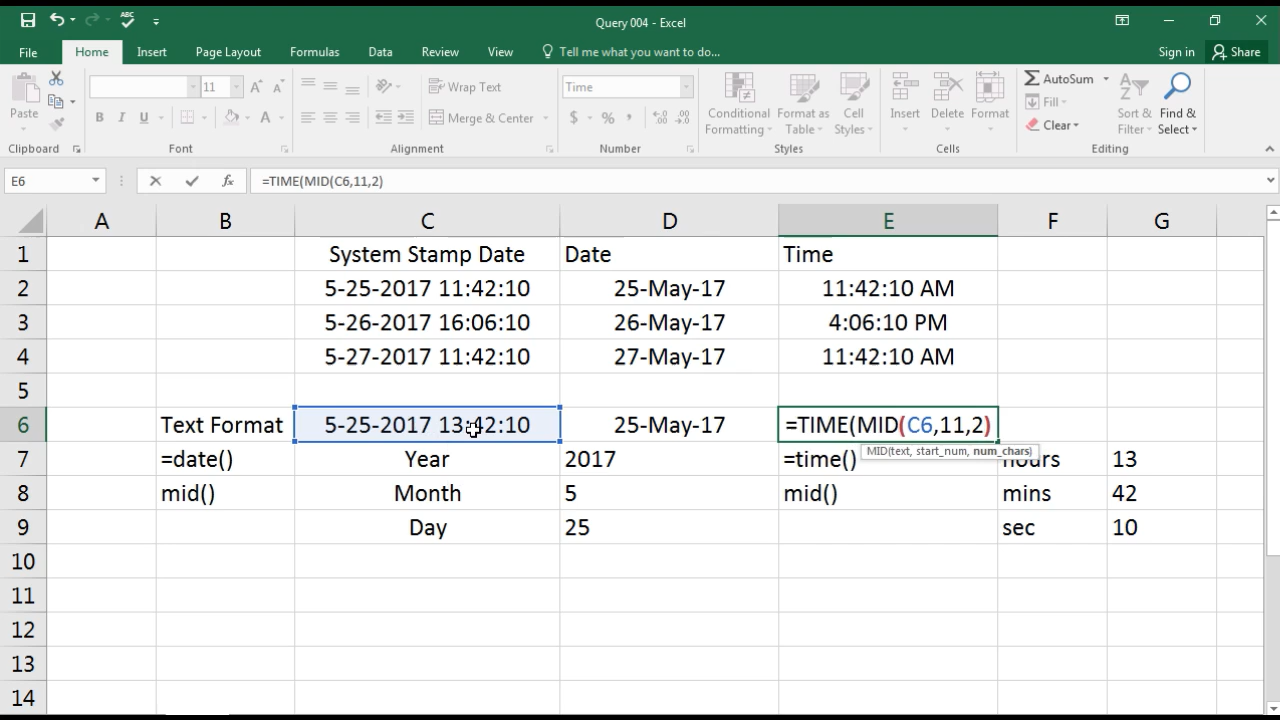 Query 004 - Excel
File Home Insert Page Layout Formulas Data Review View Tell me what you want to do... Sign in Share
ABC
Paste
11
Wrap Text
Merge & Center
Time
Conditional Formatting
Format as Table
Cell Styles
Insert
Delete
Format
AutoSum
Fill
Clear
Sort & Filter
Find & Select
Clipboard Font Alignment Number Styles Cells Editing
E6 =TIME(MID(C6,11,2)
A B C D E F G
1 System Stamp Date Date Time
2 5-25-2017 11:42:10 25-May-17 11:42:10 AM
3 5-26-2017 16:06:10 26-May-17 4:06:10 PM
4 5-27-2017 11:42:10 27-May-17 11:42:10 AM
5
6 Text Format 5-25-2017 13:42:10 25-May-17 =TIME(MID(C6,11,2)
MID(text, start_num, num_chars)
7 =date() Year 2017 =time() hours 13
8 mid() Month 5 mid() mins 42
9 Day 25 sec 10
10
11
12
13
14